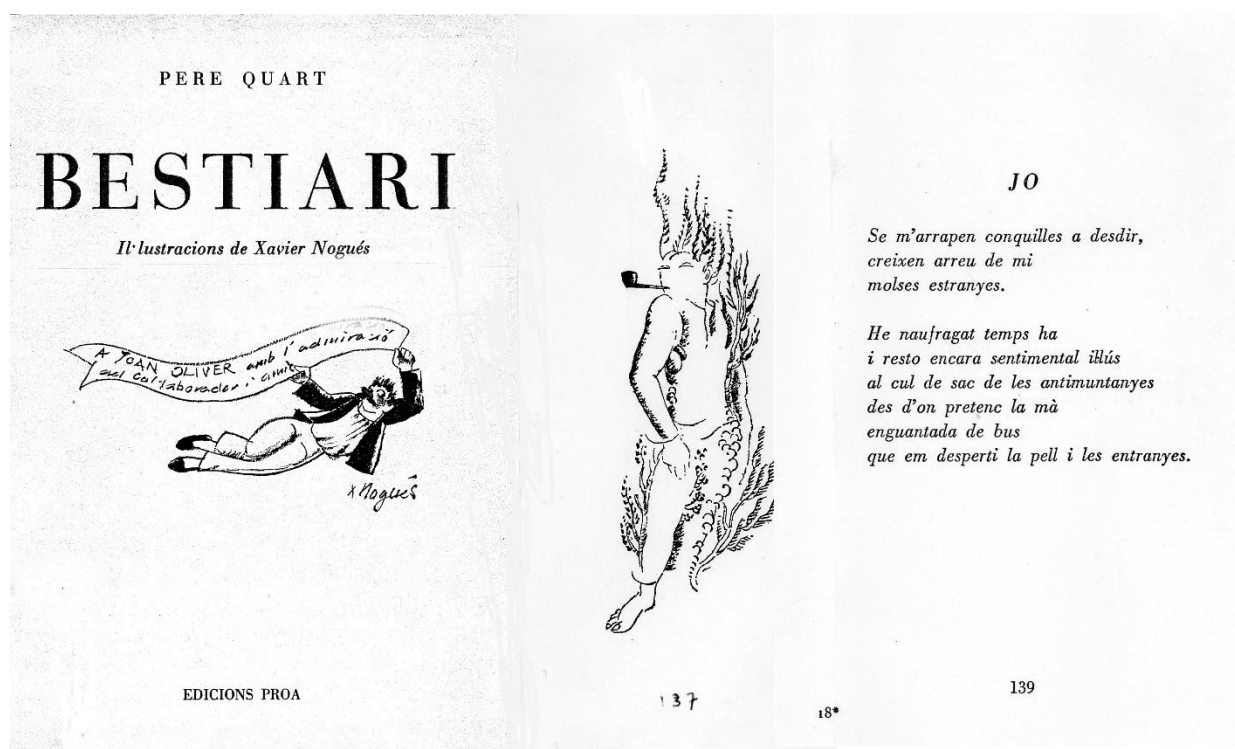 PERE QUART
BESTIARI
Il·lustracions de Xavier Nogués
A JOAN OLIVER amb l'admiració
del col·laborador i amic
X Nogués
EDICIONS PROA
137
18*
JO
Se m'arrapen conquilles a desdir,
creixen arreu de mi
molses estranyes.
He naufragat temps ha
i resto encara sentimental il·lús
al cul de sac de les antimuntanyes
des d'on pretenc la mà
enguantada de bus
que em desperti la pell i les entranyes.
139